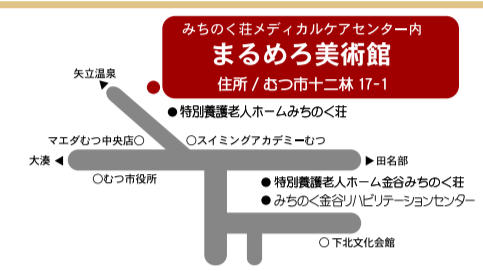 みちのく荘メディカルケアセンター内
まるめろ美術館
住所 / むつ市十二林 17-1
矢立温泉
●特別養護老人ホームみちのく荘
マエダむつ中央店○
○スイミングアカデミーむつ
大湊◀
▶田名部
○むつ市役所
●特別養護老人ホーム金谷みちのく荘
●みちのく金谷リハビリテーションセンター
○下北文化会館